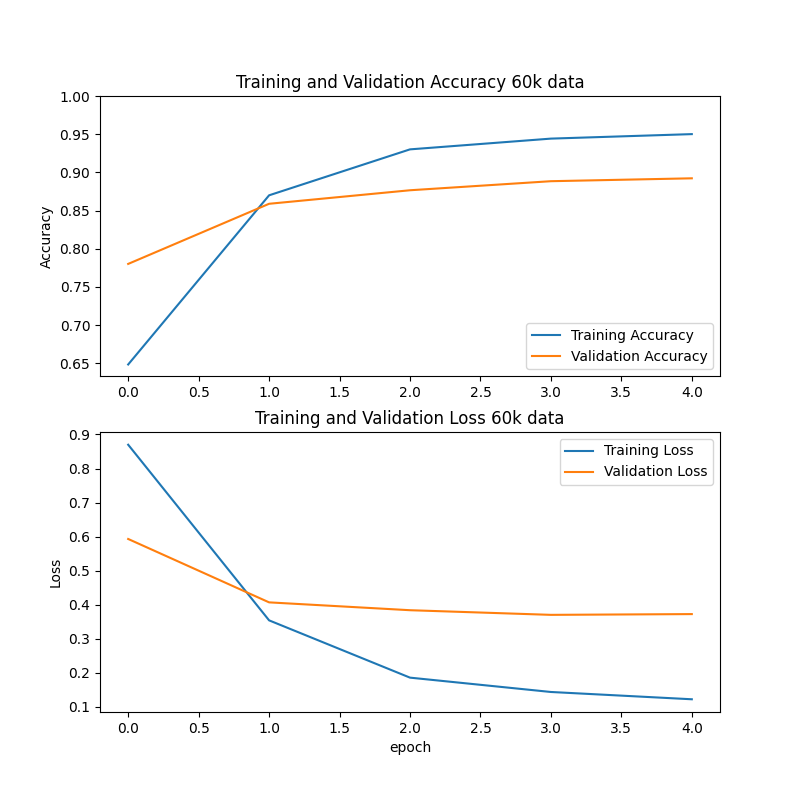 Training and Validation Accuracy 60k data
1.00
0.95
0.90
0.85
0.80
0.75
0.70
0.65
Accuracy
Training Accuracy
Validation Accuracy
0.0 0.5 1.0 1.5 2.0 2.5 3.0 3.5 4.0
Training and Validation Loss 60k data
0.9
0.8
0.7
0.6
0.5
0.4
0.3
0.2
0.1
Loss
Training Loss
Validation Loss
0.0 0.5 1.0 1.5 2.0 2.5 3.0 3.5 4.0
epoch